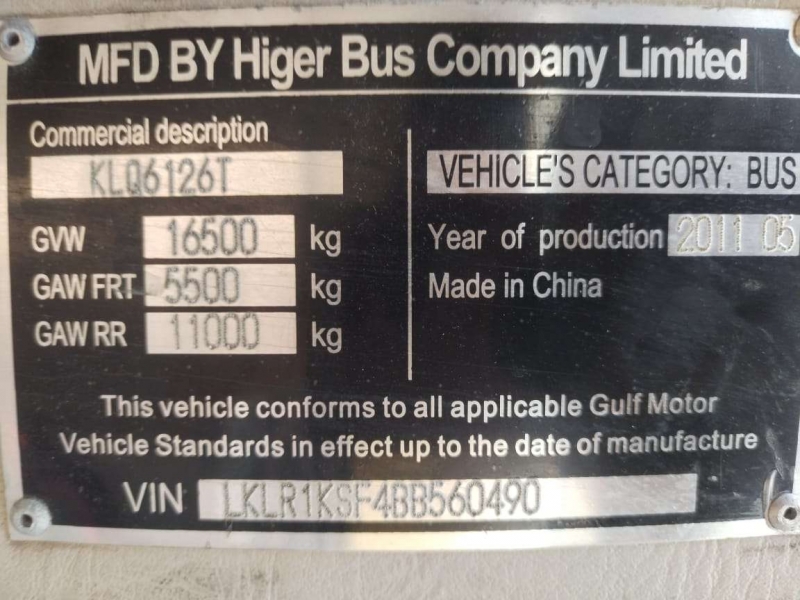 MFD BY Higer Bus Company Limited
Commercial description
KLQ6126T
VEHICLE'S CATEGORY: BUS
GVW 16500 kg
Year of production 2011 05
GAW FRT 5500 kg
Made in China
GAW RR 11000 kg
This vehicle conforms to all applicable Gulf Motor
Vehicle Standards in effect up to the date of manufacture
VIN LKLR1KSF4BB560490